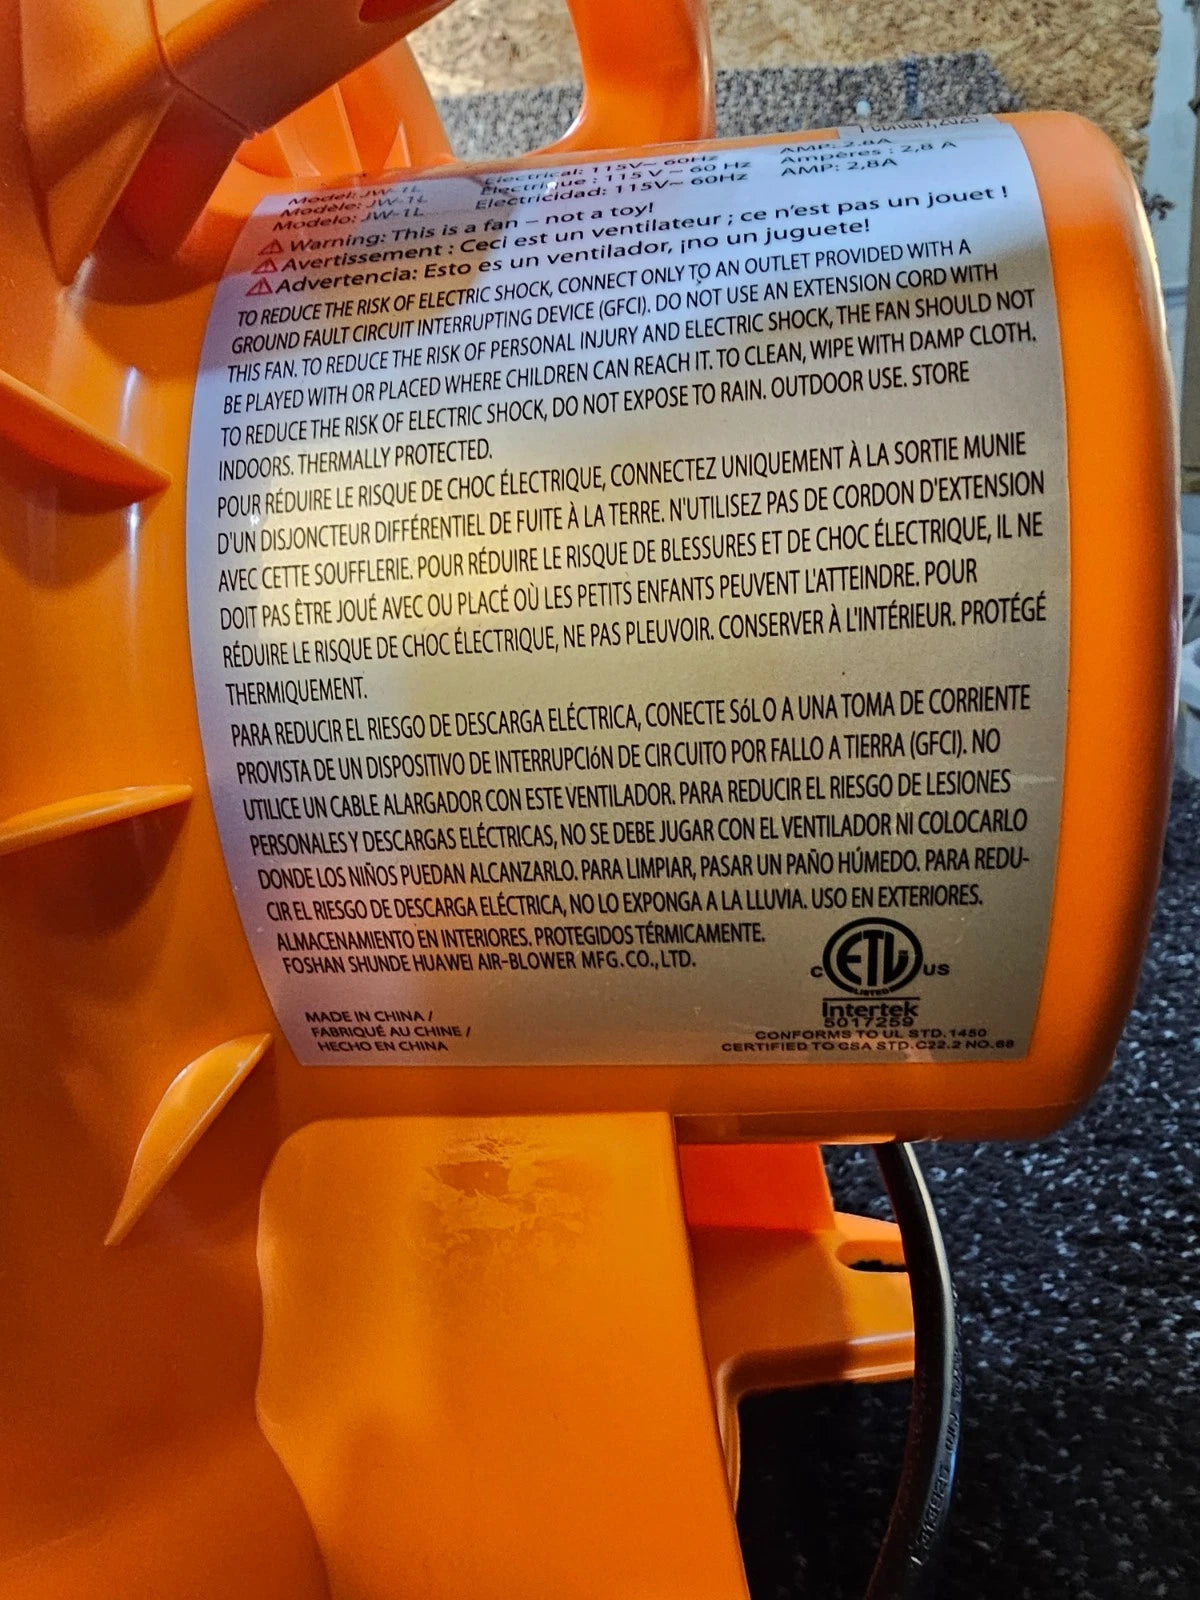 February, 2025
Model: JW-1L Electrical: 115V~ 60Hz AMP: 2.8A
Modèle: JW-1L Électrique : 115 V ~ 60 Hz Ampères : 2,8 A
Modelo: JW-1L Electricidad: 115V~ 60Hz AMP: 2,8A
Warning: This is a fan – not a toy!
Avertissement : Ceci est un ventilateur ; ce n'est pas un jouet !
Advertencia: Esto es un ventilador, ¡no un juguete!
TO REDUCE THE RISK OF ELECTRIC SHOCK, CONNECT ONLY TO AN OUTLET PROVIDED WITH A
GROUND FAULT CIRCUIT INTERRUPTING DEVICE (GFCI). DO NOT USE AN EXTENSION CORD WITH
THIS FAN. TO REDUCE THE RISK OF PERSONAL INJURY AND ELECTRIC SHOCK, THE FAN SHOULD NOT
BE PLAYED WITH OR PLACED WHERE CHILDREN CAN REACH IT. TO CLEAN, WIPE WITH DAMP CLOTH.
TO REDUCE THE RISK OF ELECTRIC SHOCK, DO NOT EXPOSE TO RAIN. OUTDOOR USE. STORE
INDOORS. THERMALLY PROTECTED.
POUR RÉDUIRE LE RISQUE DE CHOC ÉLECTRIQUE, CONNECTEZ UNIQUEMENT À LA SORTIE MUNIE
D'UN DISJONCTEUR DIFFÉRENTIEL DE FUITE À LA TERRE. N'UTILISEZ PAS DE CORDON D'EXTENSION
AVEC CETTE SOUFFLERIE. POUR RÉDUIRE LE RISQUE DE BLESSURES ET DE CHOC ÉLECTRIQUE, IL NE
DOIT PAS ÊTRE JOUÉ AVEC OU PLACÉ OÙ LES PETITS ENFANTS PEUVENT L'ATTEINDRE. POUR
RÉDUIRE LE RISQUE DE CHOC ÉLECTRIQUE, NE PAS PLEUVOIR. CONSERVER À L'INTÉRIEUR. PROTÉGÉ
THERMIQUEMENT.
PARA REDUCIR EL RIESGO DE DESCARGA ELÉCTRICA, CONECTE SóLO A UNA TOMA DE CORRIENTE
PROVISTA DE UN DISPOSITIVO DE INTERRUPCIóN DE CIRCUITO POR FALLO A TIERRA (GFCI). NO
UTILICE UN CABLE ALARGADOR CON ESTE VENTILADOR. PARA REDUCIR EL RIESGO DE LESIONES
PERSONALES Y DESCARGAS ELÉCTRICAS, NO SE DEBE JUGAR CON EL VENTILADOR NI COLOCARLO
DONDE LOS NIÑOS PUEDAN ALCANZARLO. PARA LIMPIAR, PASAR UN PAÑO HÚMEDO. PARA REDU-
CIR EL RIESGO DE DESCARGA ELÉCTRICA, NO LO EXPONGA A LA LLUVIA. USO EN EXTERIORES.
ALMACENAMIENTO EN INTERIORES. PROTEGIDOS TÉRMICAMENTE.
FOSHAN SHUNDE HUAWEI AIR-BLOWER MFG.CO.,LTD.
MADE IN CHINA /
FABRIQUÉ AU CHINE /
HECHO EN CHINA
c ETL us
LISTED
Intertek
5017259
CONFORMS TO UL STD.1450
CERTIFIED TO CSA STD.C22.2 NO.68